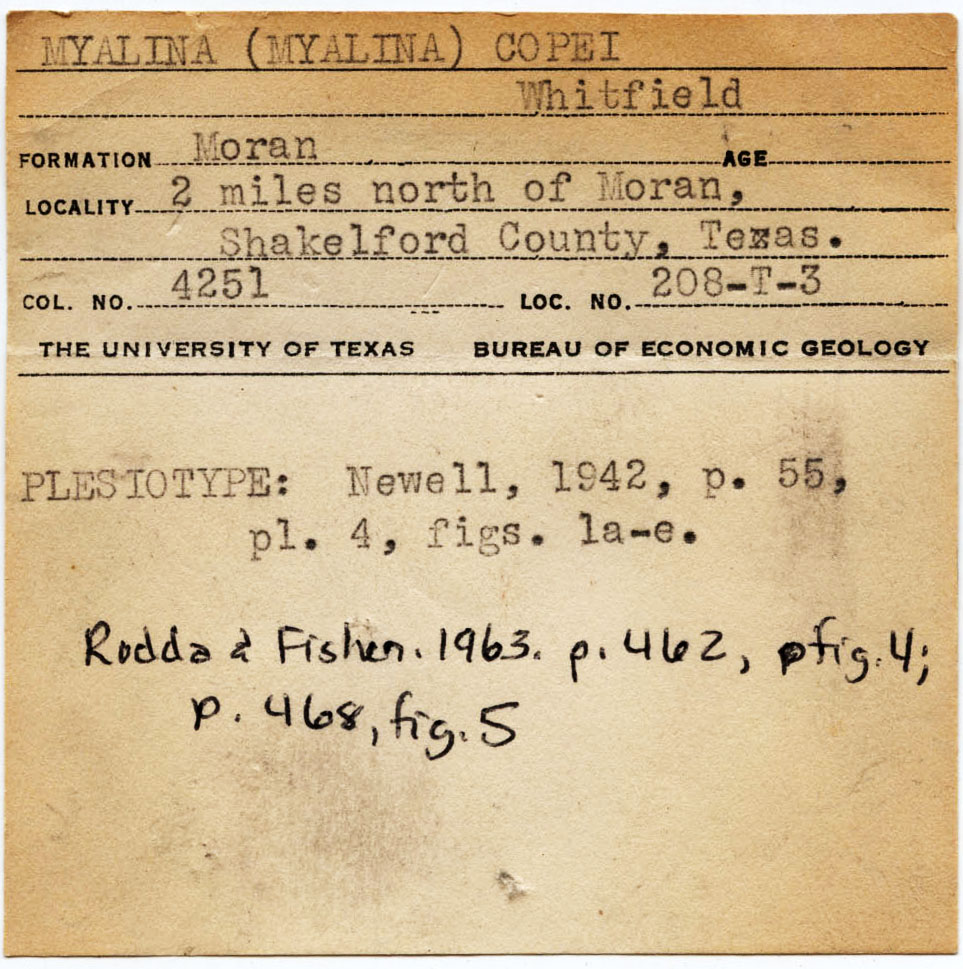 MYALINA (MYALINA) COPEI
Whitfield
FORMATION Moran AGE
LOCALITY 2 miles north of Moran,
Shakelford County, Texas.
COL. NO. 4251 LOC. NO. 208-T-3
THE UNIVERSITY OF TEXAS BUREAU OF ECONOMIC GEOLOGY
PLESIOTYPE: Newell, 1942, p. 55,
pl. 4, figs. 1a-e.
Rodda & Fisher. 1963. p. 462, fig. 4;
p. 468, fig. 5